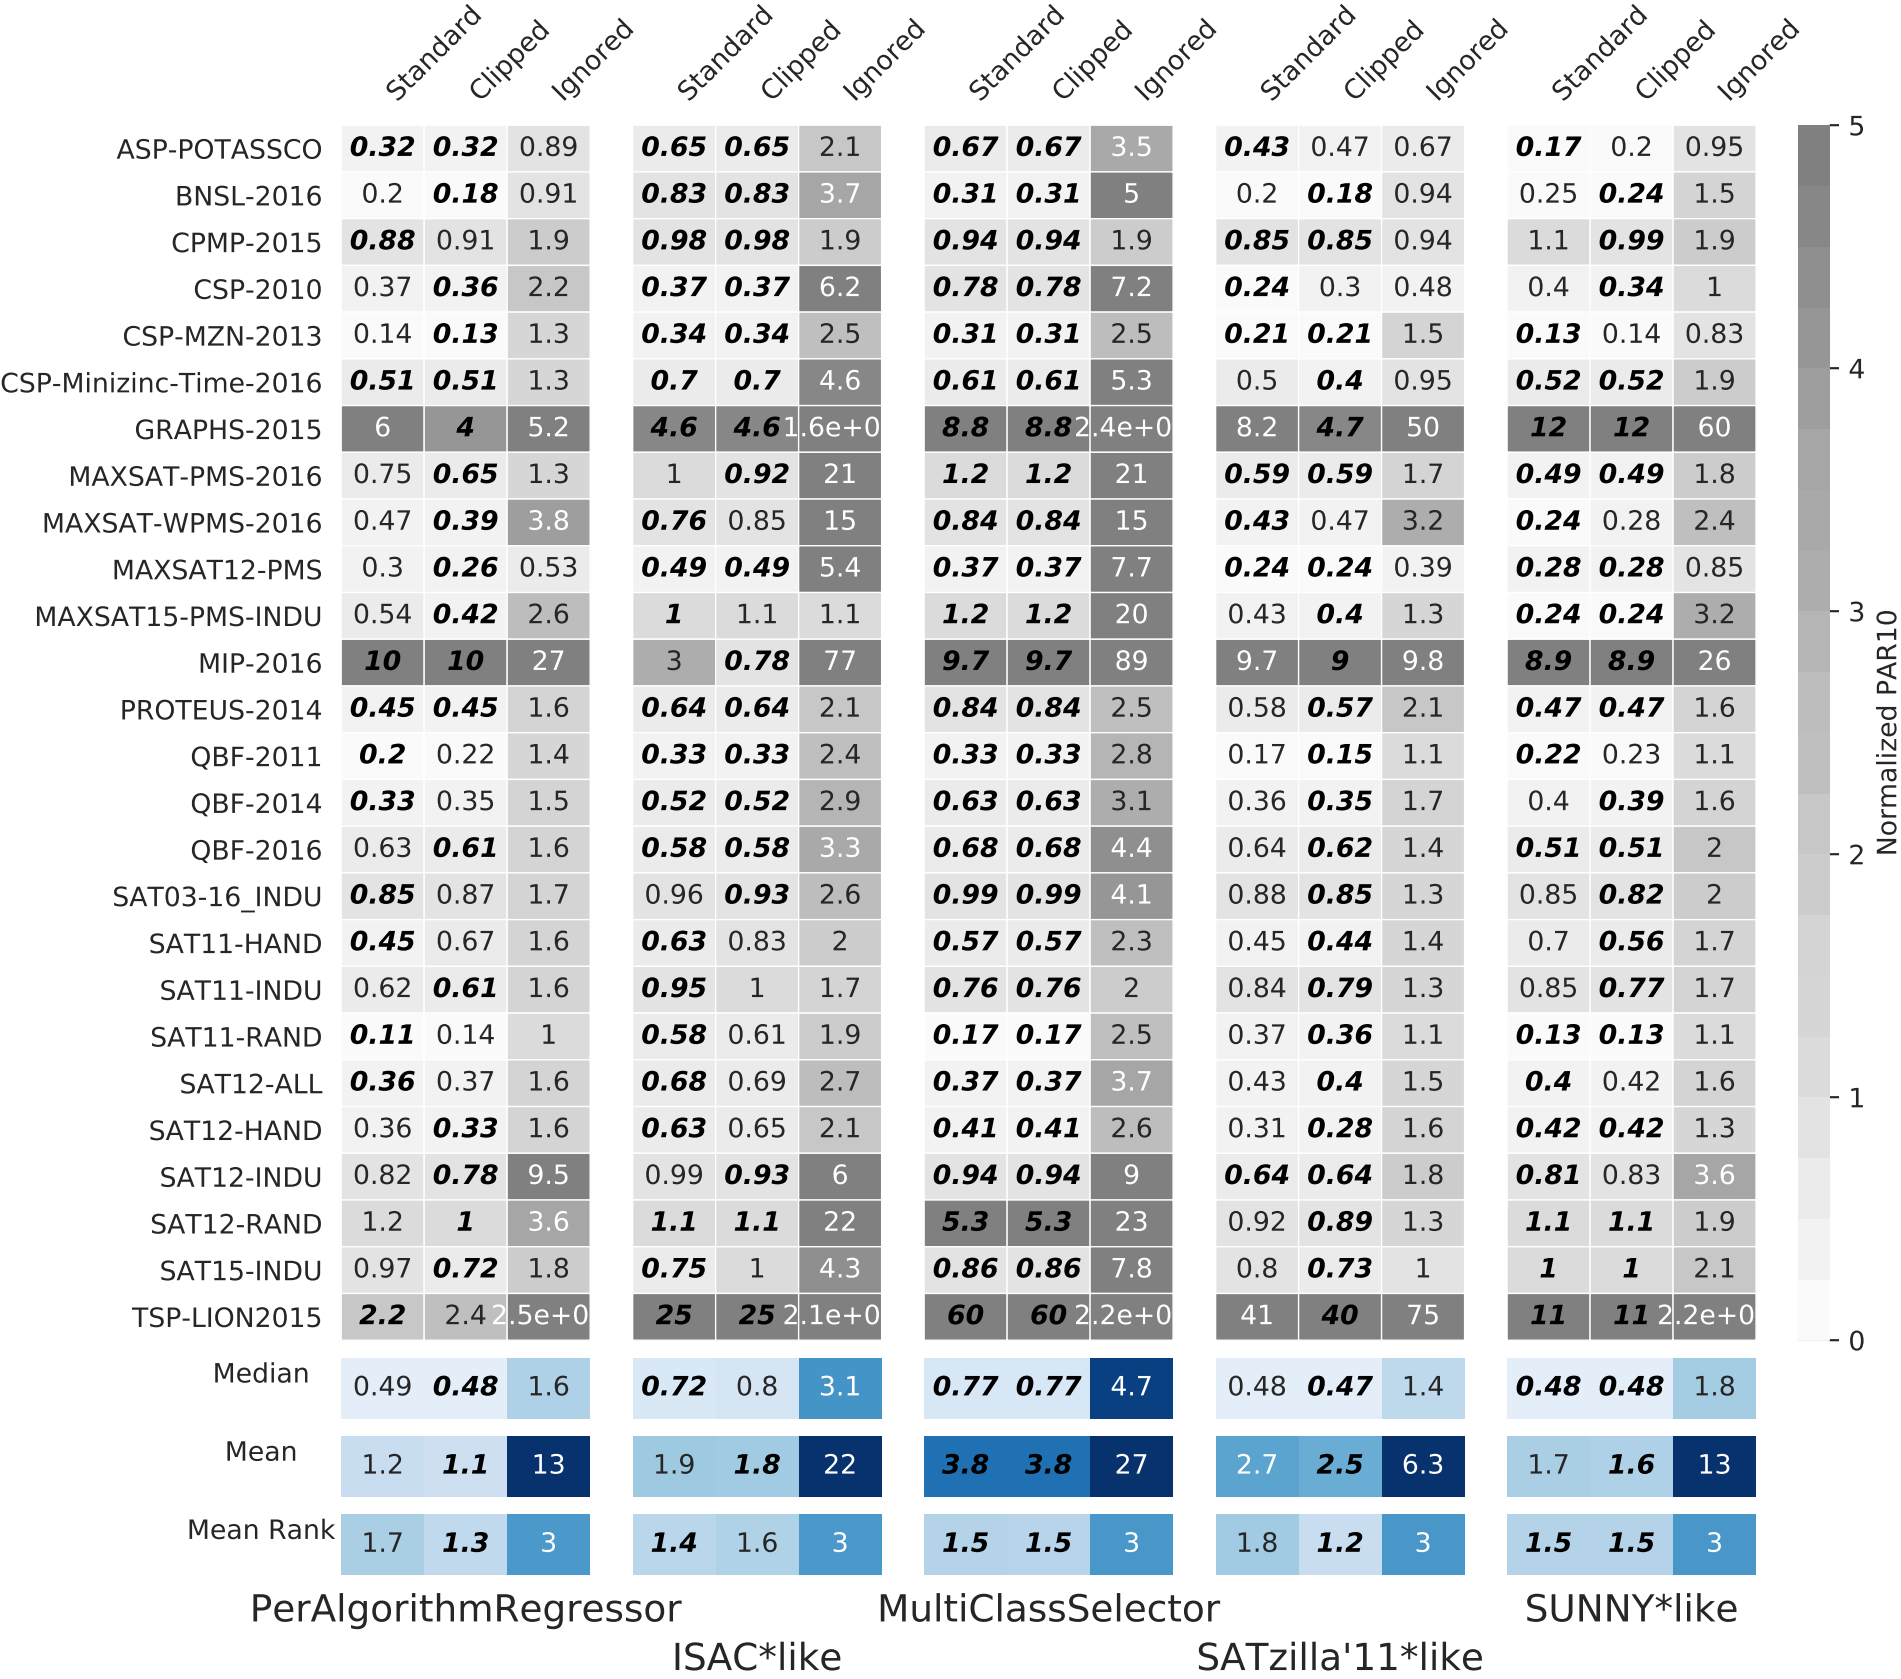 Standard Clipped Ignored Standard Clipped Ignored Standard Clipped Ignored Standard Clipped Ignored Standard Clipped Ignored
ASP-POTASSCO 0.32 0.32 0.89 0.65 0.65 2.1 0.67 0.67 3.5 0.43 0.47 0.67 0.17 0.2 0.95
BNSL-2016 0.2 0.18 0.91 0.83 0.83 3.7 0.31 0.31 5 0.2 0.18 0.94 0.25 0.24 1.5
CPMP-2015 0.88 0.91 1.9 0.98 0.98 1.9 0.94 0.94 1.9 0.85 0.85 0.94 1.1 0.99 1.9
CSP-2010 0.37 0.36 2.2 0.37 0.37 6.2 0.78 0.78 7.2 0.24 0.3 0.48 0.4 0.34 1
CSP-MZN-2013 0.14 0.13 1.3 0.34 0.34 2.5 0.31 0.31 2.5 0.21 0.21 1.5 0.13 0.14 0.83
CSP-Minizinc-Time-2016 0.51 0.51 1.3 0.7 0.7 4.6 0.61 0.61 5.3 0.5 0.4 0.95 0.52 0.52 1.9
GRAPHS-2015 6 4 5.2 4.6 4.6 1.6e+0 8.8 8.8 2.4e+0 8.2 4.7 50 12 12 60
MAXSAT-PMS-2016 0.75 0.65 1.3 1 0.92 21 1.2 1.2 21 0.59 0.59 1.7 0.49 0.49 1.8
MAXSAT-WPMS-2016 0.47 0.39 3.8 0.76 0.85 15 0.84 0.84 15 0.43 0.47 3.2 0.24 0.28 2.4
MAXSAT12-PMS 0.3 0.26 0.53 0.49 0.49 5.4 0.37 0.37 7.7 0.24 0.24 0.39 0.28 0.28 0.85
MAXSAT15-PMS-INDU 0.54 0.42 2.6 1 1.1 1.1 1.2 1.2 20 0.43 0.4 1.3 0.24 0.24 3.2
MIP-2016 10 10 27 3 0.78 77 9.7 9.7 89 9.7 9 9.8 8.9 8.9 26
PROTEUS-2014 0.45 0.45 1.6 0.64 0.64 2.1 0.84 0.84 2.5 0.58 0.57 2.1 0.47 0.47 1.6
QBF-2011 0.2 0.22 1.4 0.33 0.33 2.4 0.33 0.33 2.8 0.17 0.15 1.1 0.22 0.23 1.1
QBF-2014 0.33 0.35 1.5 0.52 0.52 2.9 0.63 0.63 3.1 0.36 0.35 1.7 0.4 0.39 1.6
QBF-2016 0.63 0.61 1.6 0.58 0.58 3.3 0.68 0.68 4.4 0.64 0.62 1.4 0.51 0.51 2
SAT03-16_INDU 0.85 0.87 1.7 0.96 0.93 2.6 0.99 0.99 4.1 0.88 0.85 1.3 0.85 0.82 2
SAT11-HAND 0.45 0.67 1.6 0.63 0.83 2 0.57 0.57 2.3 0.45 0.44 1.4 0.7 0.56 1.7
SAT11-INDU 0.62 0.61 1.6 0.95 1 1.7 0.76 0.76 2 0.84 0.79 1.3 0.85 0.77 1.7
SAT11-RAND 0.11 0.14 1 0.58 0.61 1.9 0.17 0.17 2.5 0.37 0.36 1.1 0.13 0.13 1.1
SAT12-ALL 0.36 0.37 1.6 0.68 0.69 2.7 0.37 0.37 3.7 0.43 0.4 1.5 0.4 0.42 1.6
SAT12-HAND 0.36 0.33 1.6 0.63 0.65 2.1 0.41 0.41 2.6 0.31 0.28 1.6 0.42 0.42 1.3
SAT12-INDU 0.82 0.78 9.5 0.99 0.93 6 0.94 0.94 9 0.64 0.64 1.8 0.81 0.83 3.6
SAT12-RAND 1.2 1 3.6 1.1 1.1 22 5.3 5.3 23 0.92 0.89 1.3 1.1 1.1 1.9
SAT15-INDU 0.97 0.72 1.8 0.75 1 4.3 0.86 0.86 7.8 0.8 0.73 1 1 1 2.1
TSP-LION2015 2.2 2.4 2.5e+0 25 25 2.1e+0 60 60 2.2e+0 41 40 75 11 11 2.2e+0
Median 0.49 0.48 1.6 0.72 0.8 3.1 0.77 0.77 4.7 0.48 0.47 1.4 0.48 0.48 1.8
Mean 1.2 1.1 13 1.9 1.8 22 3.8 3.8 27 2.7 2.5 6.3 1.7 1.6 13
Mean Rank 1.7 1.3 3 1.4 1.6 3 1.5 1.5 3 1.8 1.2 3 1.5 1.5 3
PerAlgorithmRegressor MultiClassSelector SUNNY*like
ISAC*like SATzilla'11*like
5
4
3
2
1
0
Normalized PAR10